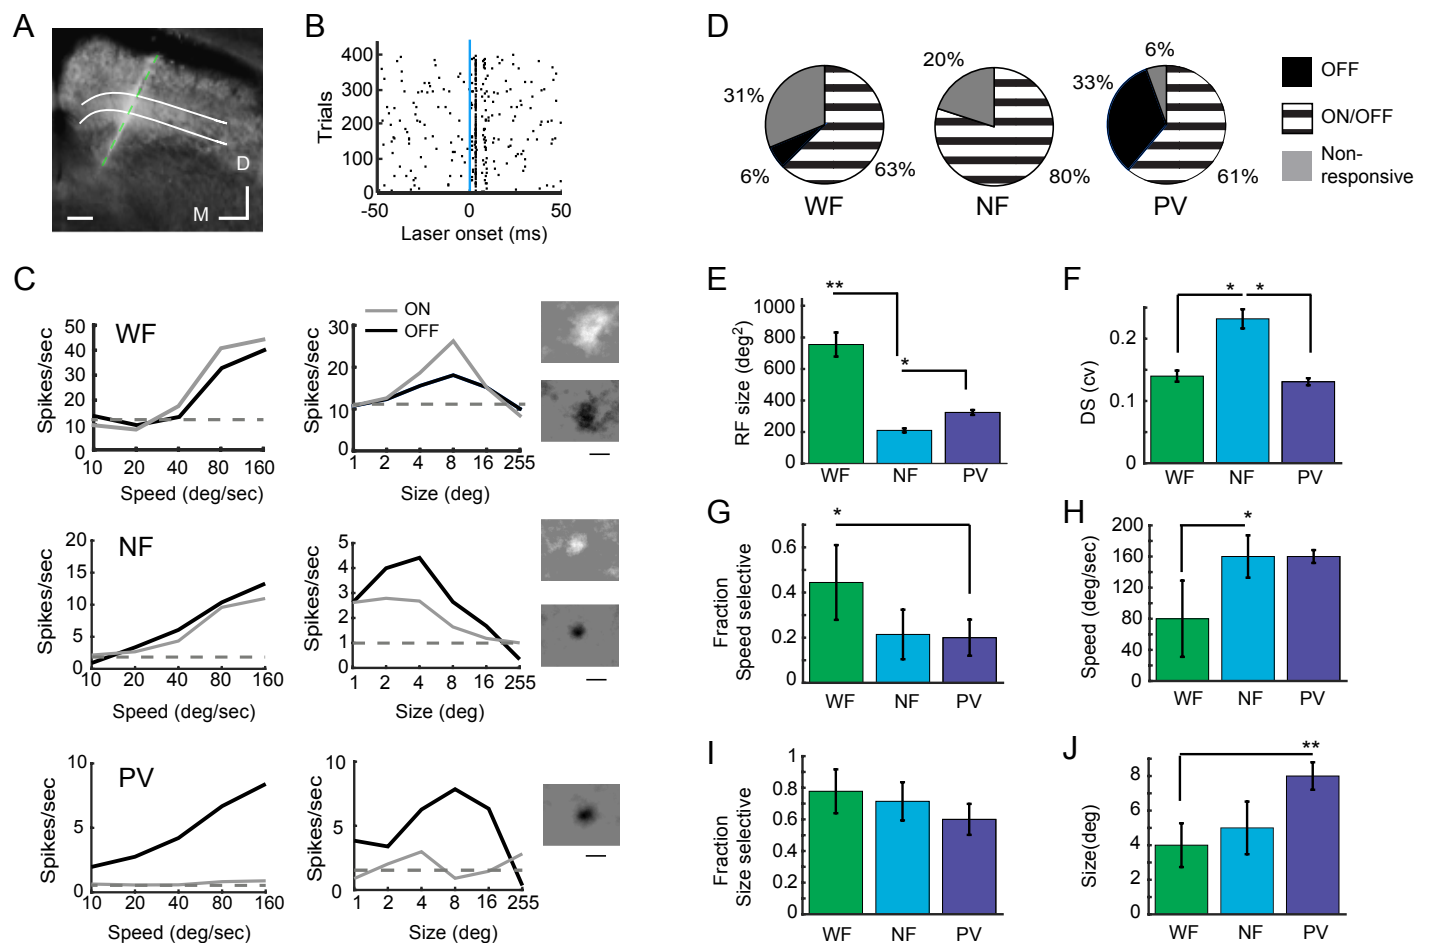 A
D
M
B
Trials
400
300
200
100
0
-50
0
50
Laser onset (ms)
C
WF
Spikes/sec
50
40
30
20
10
0
10 20 40 80 160
Speed (deg/sec)
ON
OFF
Spikes/sec
30
20
10
0
1 2 4 8 16 255
Size (deg)
NF
Spikes/sec
20
15
10
5
0
10 20 40 80 160
Speed (deg/sec)
Spikes/sec
5
4
3
2
1
0
1 2 4 8 16 255
Size (deg)
PV
Spikes/sec
10
5
0
10 20 40 80 160
Speed (deg/sec)
Spikes/sec
10
5
0
1 2 4 8 16 255
Size (deg)
D
31%
6%
63%
WF
20%
80%
NF
6%
33%
61%
PV
OFF
ON/OFF
Non-
responsive
E
**
*
RF size (deg²)
1000
800
600
400
200
0
WF NF PV
F
* *
DS (cv)
0.2
0.1
0
WF NF PV
G
*
Fraction
Speed selective
0.6
0.4
0.2
0
WF NF PV
H
*
Speed (deg/sec)
200
160
120
80
40
0
WF NF PV
I
Fraction
Size selective
1
0.8
0.6
0.4
0.2
0
WF NF PV
J
**
Size(deg)
8
6
4
2
0
WF NF PV